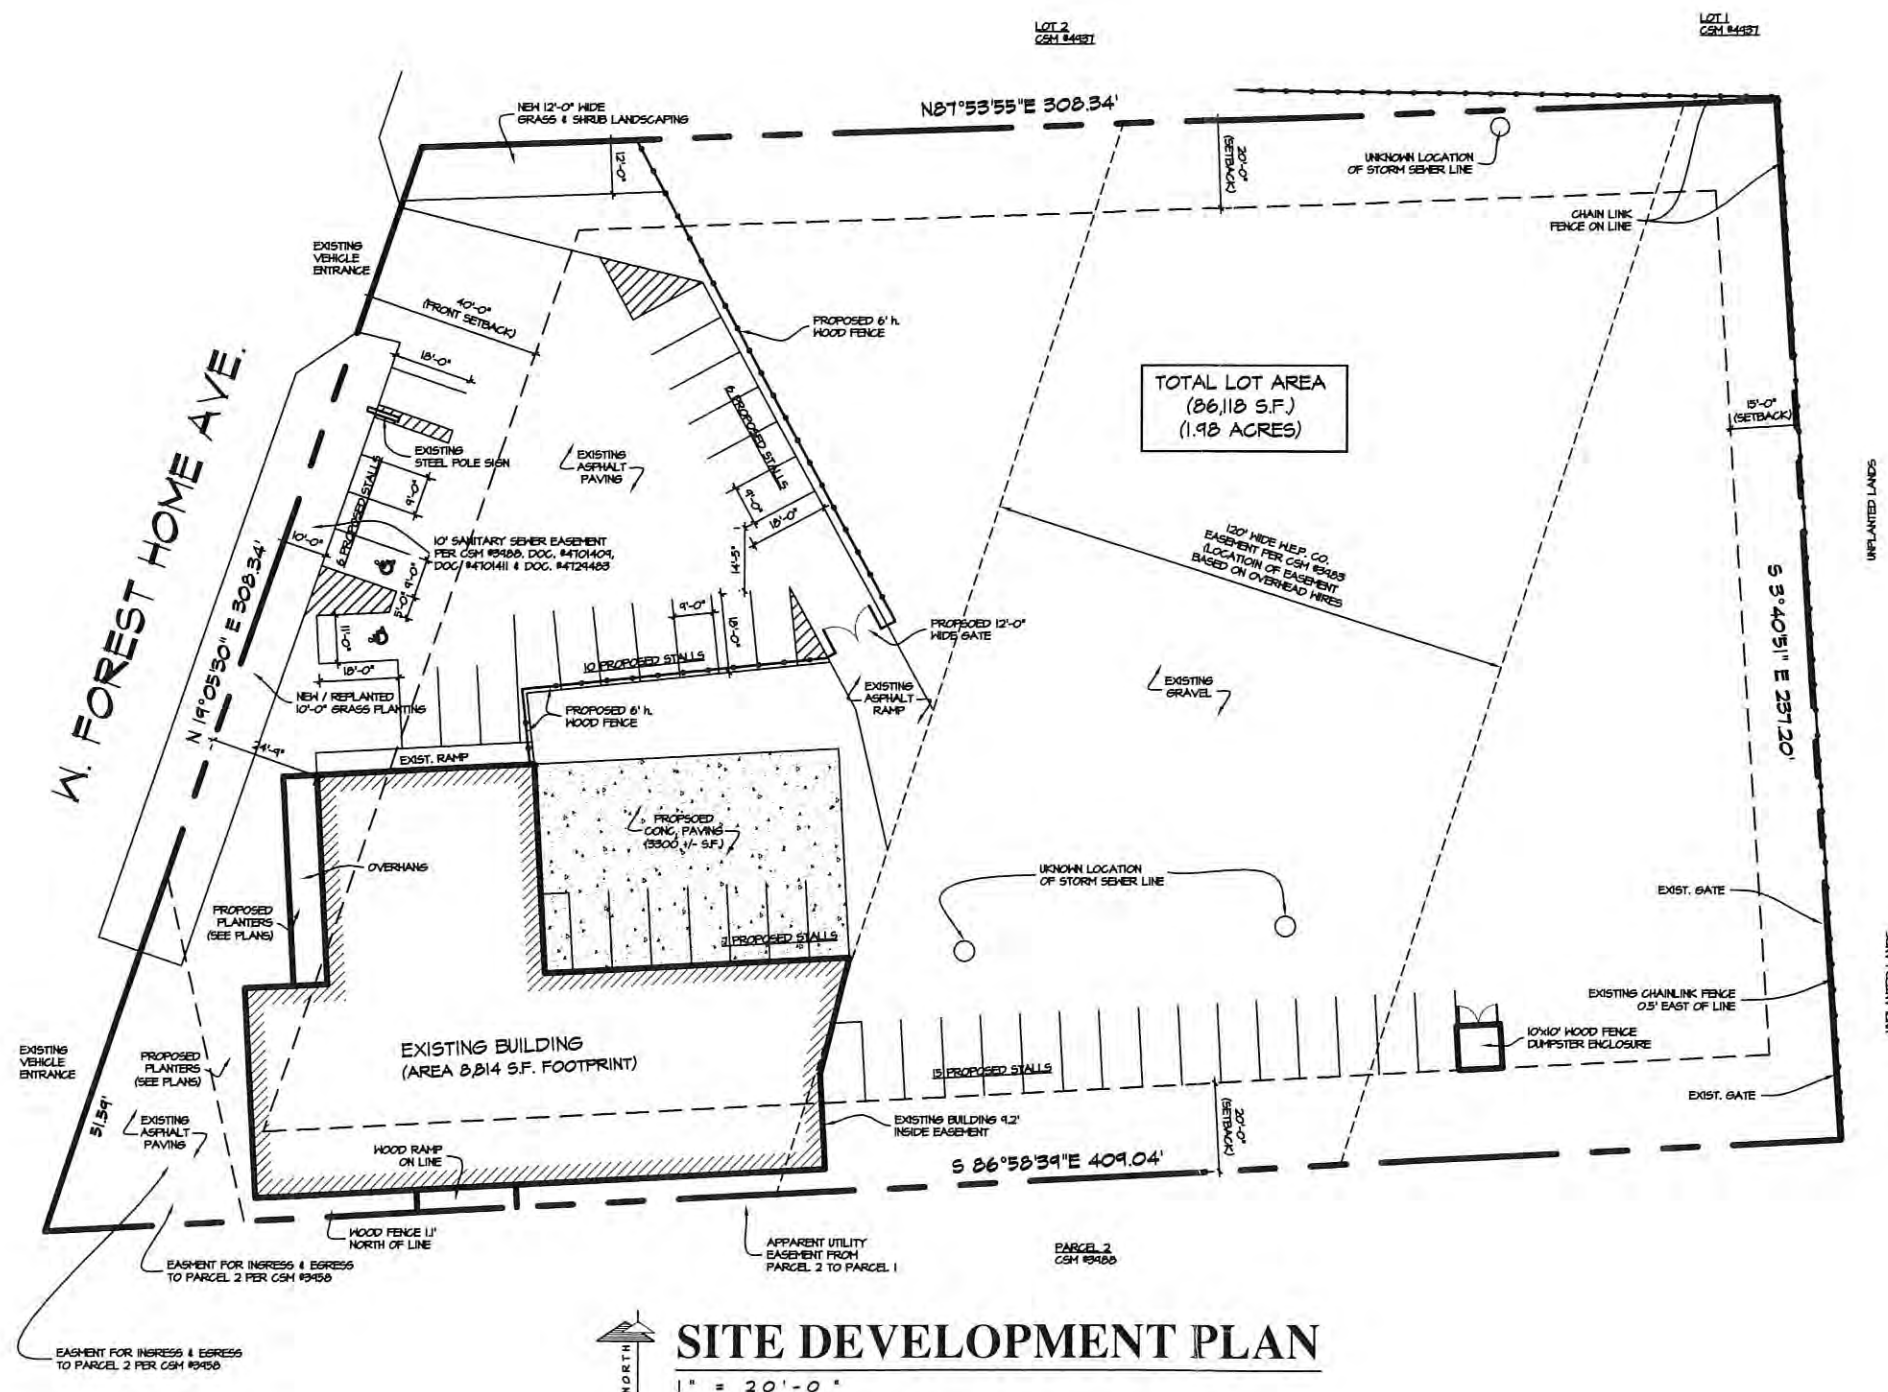 LOT 2
CSM #4937
LOT 1
CSM #4937
NEW 12'-0" WIDE
GRASS & SHRUB LANDSCAPING
N87°53'55"E 308.34'
12'-0"
20'-0"
(SETBACK)
UNKNOWN LOCATION
OF STORM SEWER LINE
CHAIN LINK
FENCE ON LINE
EXISTING
VEHICLE
ENTRANCE
40'-0"
(FRONT SETBACK)
18'-0"
PROPOSED 6' h.
WOOD FENCE
TOTAL LOT AREA
(86,118 S.F.)
(1.98 ACRES)
15'-0"
(SETBACK)
W. FOREST HOME AVE.
EXISTING
STEEL POLE SIGN
EXISTING
ASPHALT
PAVING
6 PROPOSED STALLS
6 PROPOSED STALLS
9'-0"
9'-0"
18'-0"
14'-5"
UNPLATTED LANDS
10'-0"
10' SANITARY SEWER EASEMENT
PER CSM #3488, DOC. #4701409,
DOC #4701411 & DOC. #4729483
120' WIDE W.E.P. CO.
EASEMENT PER CSM #3483
(LOCATIOIN OF EASEMENT
BASED ON OVERHEAD WIRES
N 19°05'30" E 308.34'
S 3°40'51" E 237.20'
9'-0"
5'-0"
11'-0"
18'-0"
9'-0"
18'-0"
PROPSOED 12'-0"
WIDE GATE
10 PROPOSED STALLS
NEW / REPLANTED
10'-0" GRASS PLANTING
PROPOSED 6' h.
WOOD FENCE
EXISTING
ASPHALT
RAMP
EXISTING
GRAVEL
24'-9"
EXIST. RAMP
PROPSOED
CONC. PAVING
(3300 +/- S.F.)
OVERHANG
UKNOWN LOCATION
OF STORM SEWER LINE
EXIST. GATE
PROPOSED
PLANTERS
(SEE PLANS)
PROPOSED STALLS
EXISTING CHAINLINK FENCE
0.5' EAST OF LINE
EXISTING BUILDING
(AREA 8,814 S.F. FOOTPRINT)
10'x10' WOOD FENCE
DUMPSTER ENCLOSURE
EXISTING
VEHICLE
ENTRANCE
PROPOSED
PLANTERS
(SEE PLANS)
15 PROPOSED STALLS
EXIST. GATE
51.59'
EXISTING
ASPHALT
PAVING
EXISTING BUILDING 9.2'
INSIDE EASEMENT
20'-0"
(SETBACK)
WOOD RAMP
ON LINE
S 86°58'39"E 409.04'
WOOD FENCE 1.1'
NORTH OF LINE
APPARENT UTILITY
EASEMENT FROM
PARCEL 2 TO PARCEL 1
PARCEL 2
CSM #3488
EASMENT FOR INGRESS & EGRESS
TO PARCEL 2 PER CSM #3458
EASMENT FOR INGRESS & EGRESS
TO PARCEL 2 PER CSM #3458
NORTH
SITE DEVELOPMENT PLAN
1" = 20'-0"